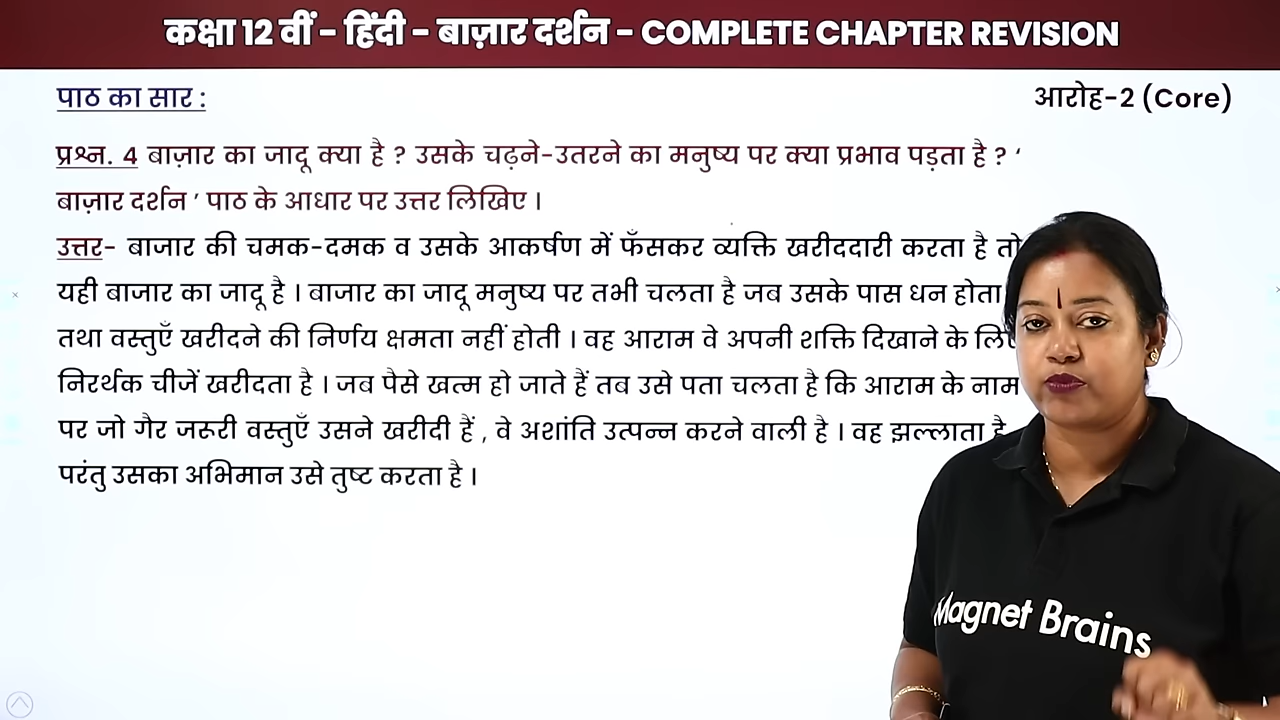 कक्षा 12 वीं - हिंदी - बाज़ार दर्शन - COMPLETE CHAPTER REVISION
पाठ का सार :
आरोह-2 (Core)
प्रश्न. 4 बाज़ार का जादू क्या है ? उसके चढ़ने-उतरने का मनुष्य पर क्या प्रभाव पड़ता है ? ‘
बाज़ार दर्शन ’ पाठ के आधार पर उत्तर लिखिए ।
उत्तर- बाजार की चमक-दमक व उसके आकर्षण में फँसकर व्यक्ति खरीददारी करता है तो
यही बाजार का जादू है । बाजार का जादू मनुष्य पर तभी चलता है जब उसके पास धन होता
तथा वस्तुएँ खरीदने की निर्णय क्षमता नहीं होती । वह आराम वे अपनी शक्ति दिखाने के लिए
निरर्थक चीजें खरीदता है । जब पैसे खत्म हो जाते हैं तब उसे पता चलता है कि आराम के नाम
पर जो गैर जरूरी वस्तुएँ उसने खरीदी हैं , वे अशांति उत्पन्न करने वाली है । वह झल्लाता है
परंतु उसका अभिमान उसे तुष्ट करता है ।
Magnet Brains